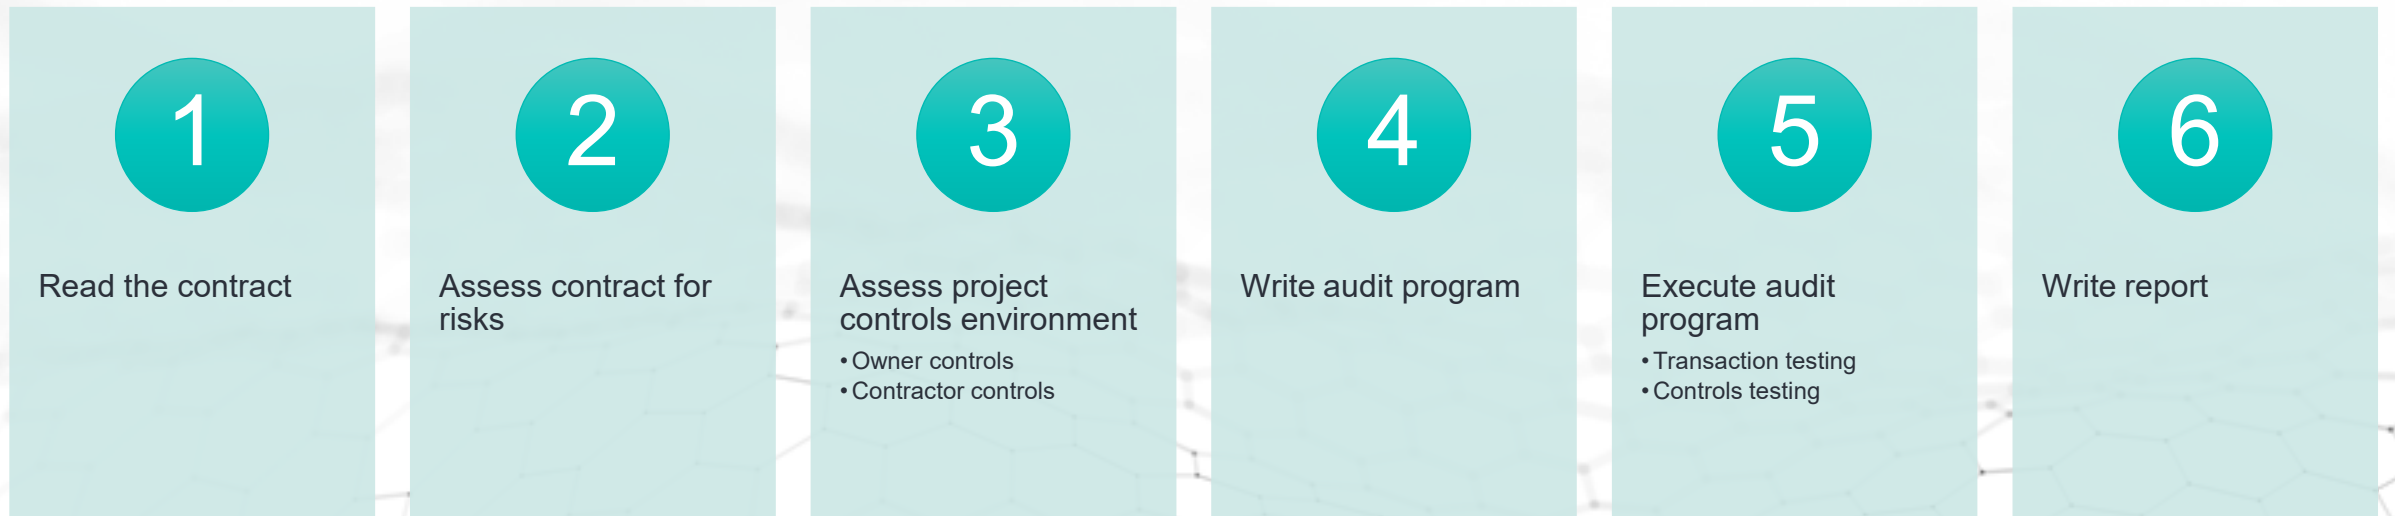 1
Read the contract
2
Assess contract for
risks
3
Assess project
controls environment
• Owner controls
• Contractor controls
4
Write audit program
5
Execute audit
program
• Transaction testing
• Controls testing
6
Write report